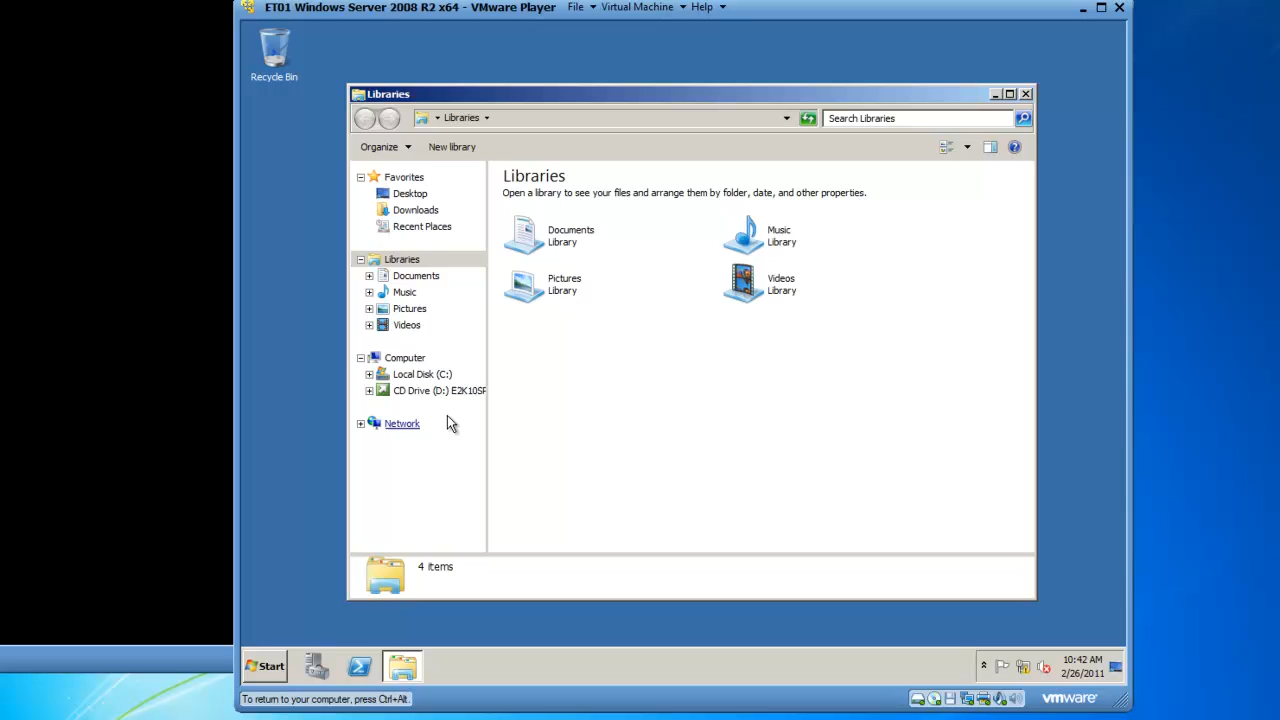 ET01 Windows Server 2008 R2 x64 - VMware Player File Virtual Machine Help
Recycle Bin
Libraries
Libraries
Search Libraries
Organize New library
Favorites
Desktop
Downloads
Recent Places
Libraries
Documents
Music
Pictures
Videos
Computer
Local Disk (C:)
CD Drive (D:) E2K10SP
Network
Libraries
Open a library to see your files and arrange them by folder, date, and other properties.
Documents
Library
Music
Library
Pictures
Library
Videos
Library
4 items
Start
10:42 AM
2/26/2011
To return to your computer, press Ctrl+Alt.
vmware